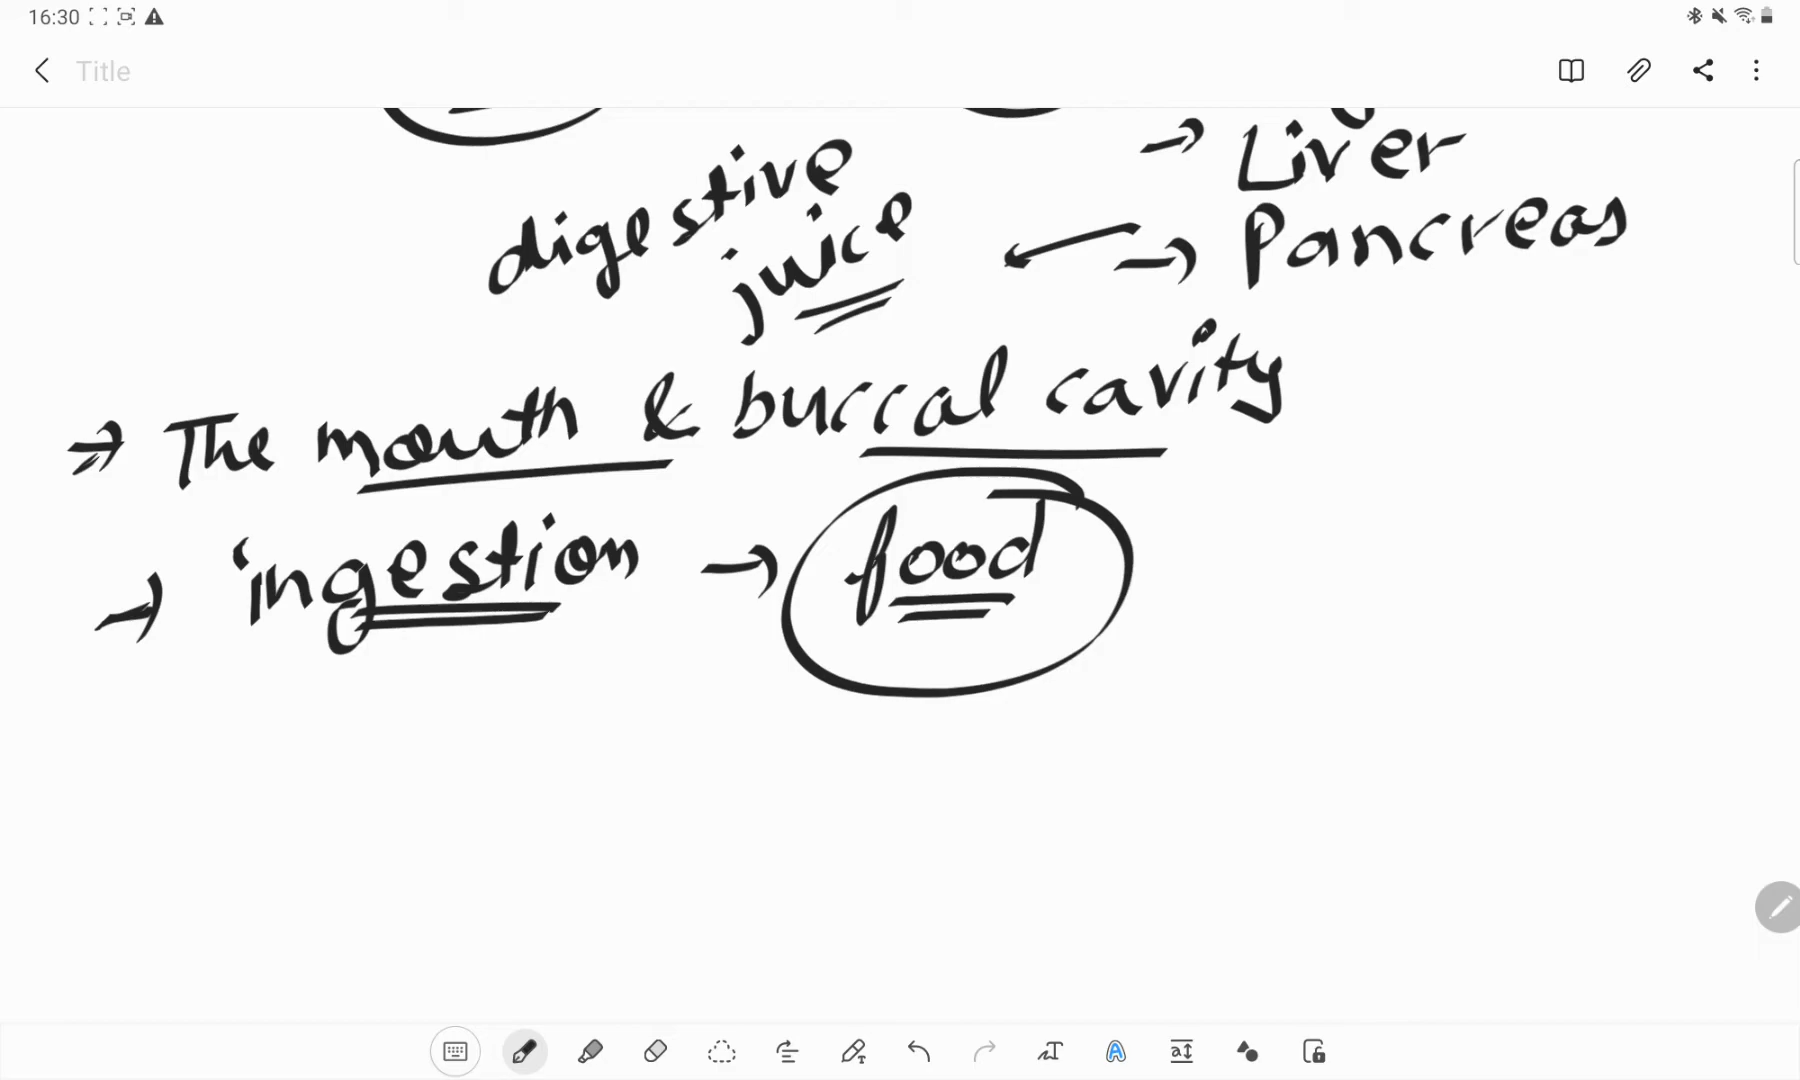 16:30
Title
→ Liver
digestive
juice
← → Pancreas
→ The mouth & buccal cavity
→ ingestion → food